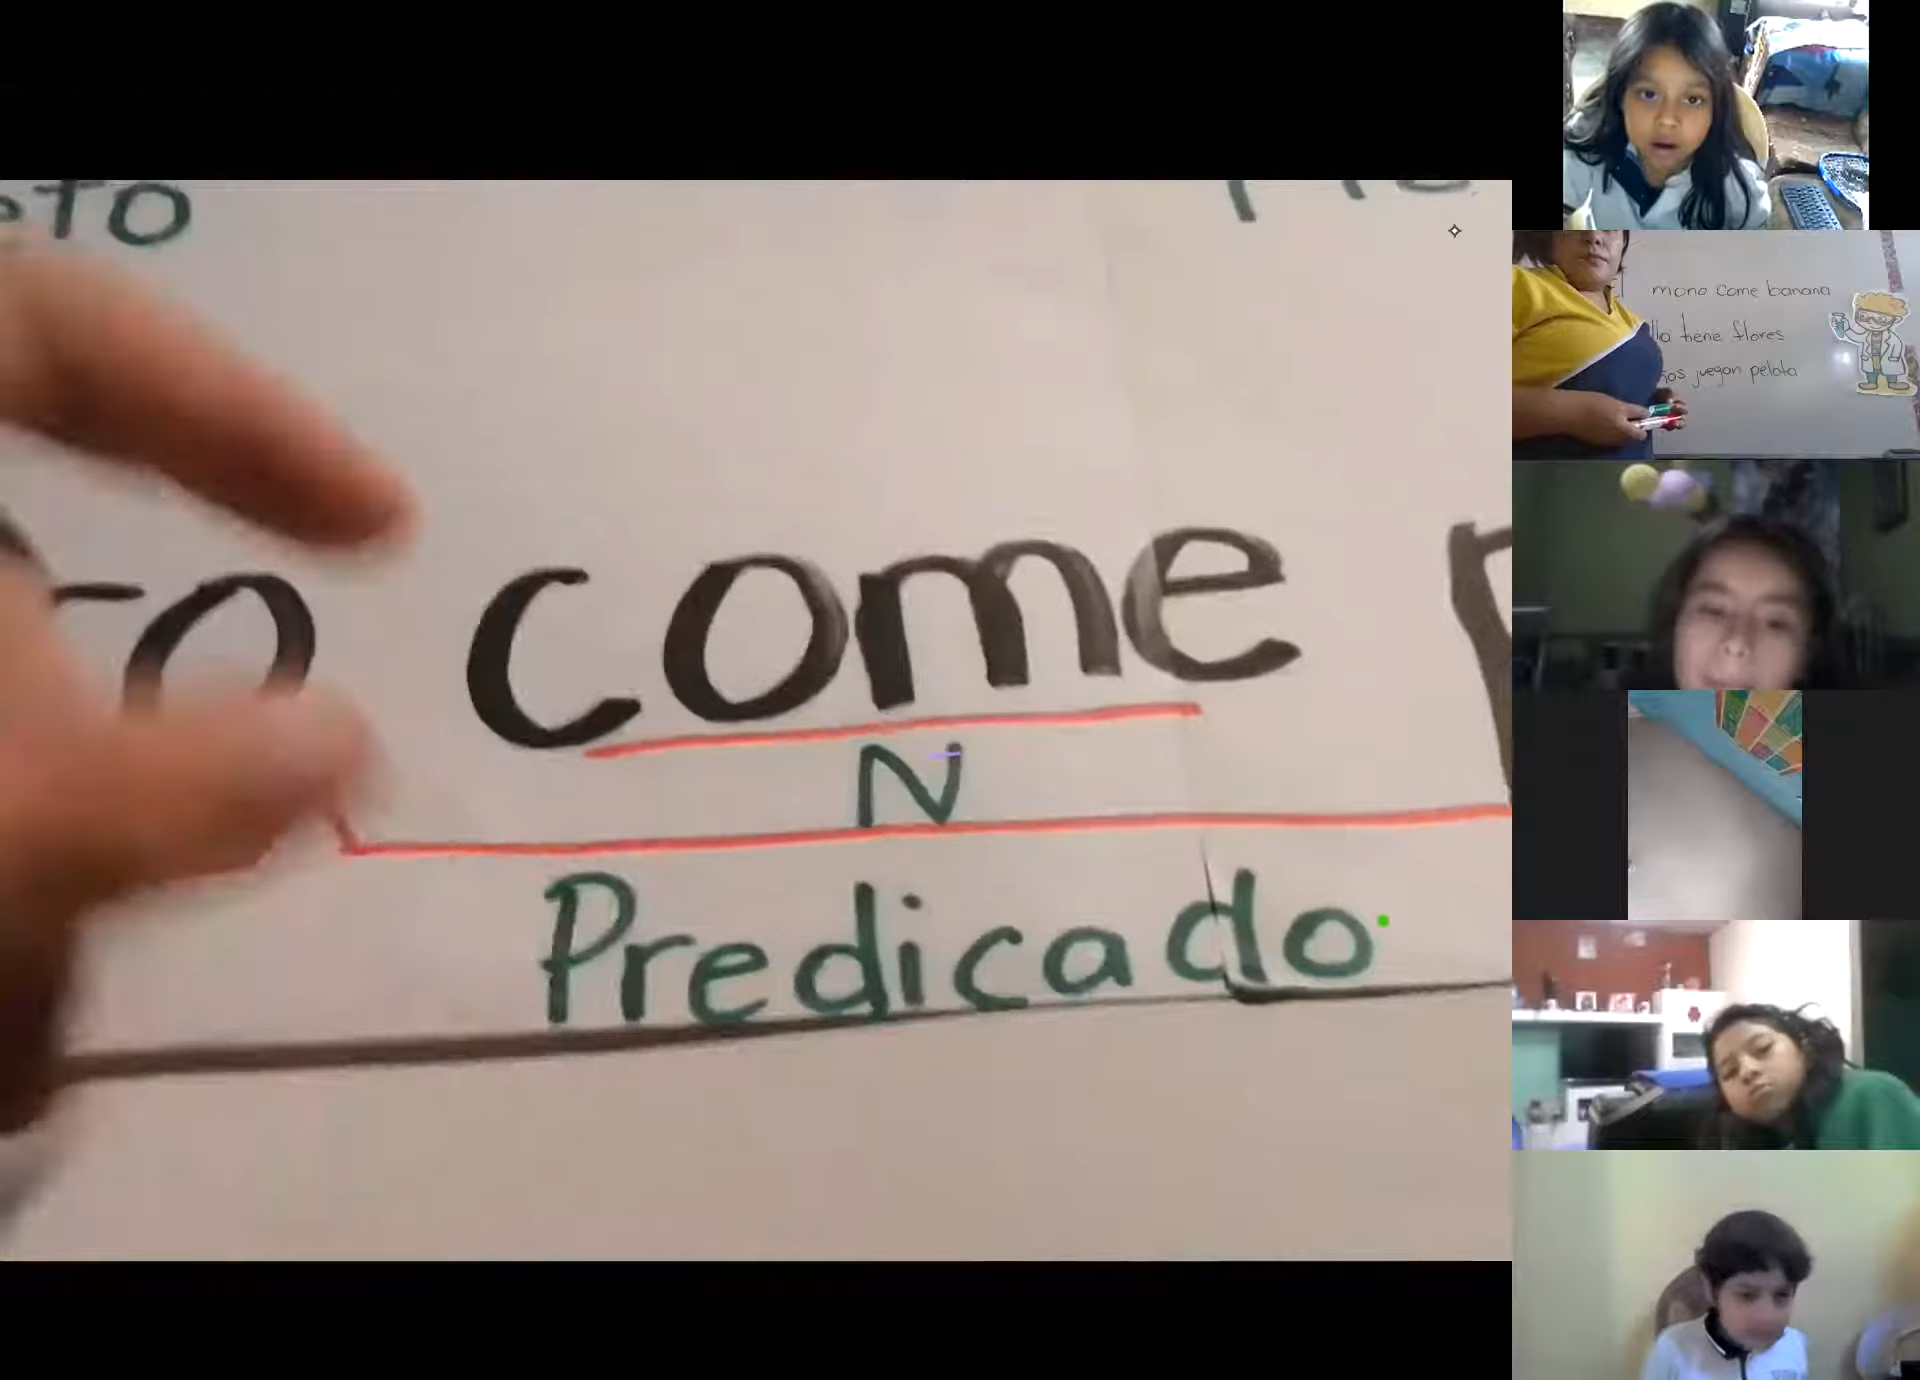 come
N
Predicado
mono come banana
tiene flores
juegan pelota